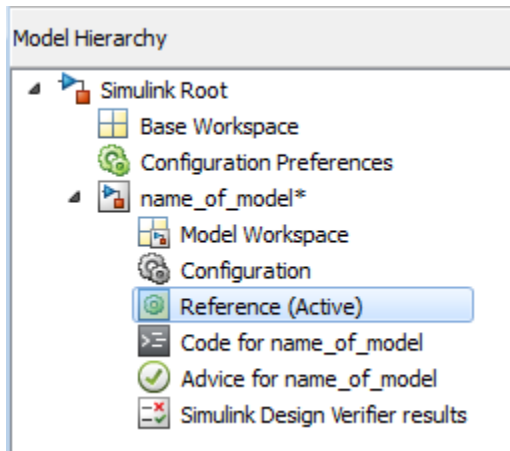 Model Hierarchy
Simulink Root
Base Workspace
Configuration Preferences
name_of_model*
Model Workspace
Configuration
Reference (Active)
Code for name_of_model
Advice for name_of_model
Simulink Design Verifier results